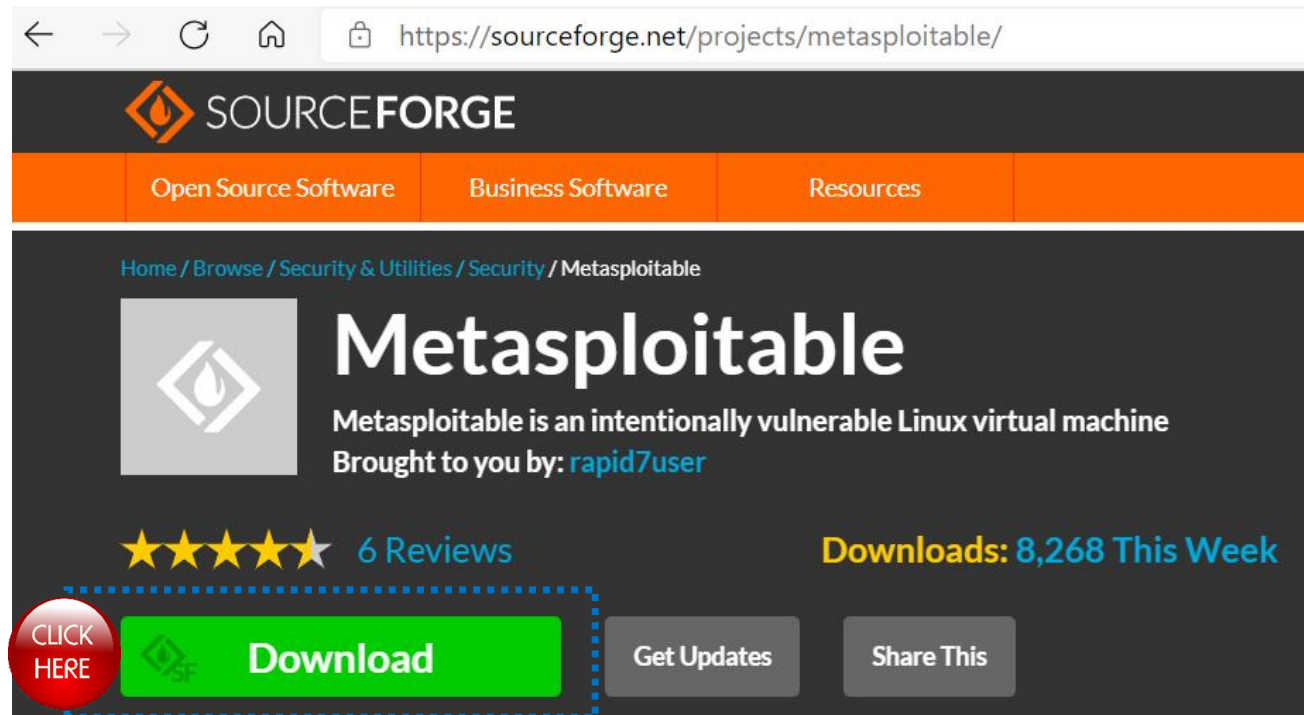 https://sourceforge.net/projects/metasploitable/
SOURCEFORGE
Open Source Software Business Software Resources
Home / Browse / Security & Utilities / Security / Metasploitable
Metasploitable
Metasploitable is an intentionally vulnerable Linux virtual machine
Brought to you by: rapid7user
6 Reviews Downloads: 8,268 This Week
CLICK
HERE
SF Download Get Updates Share This